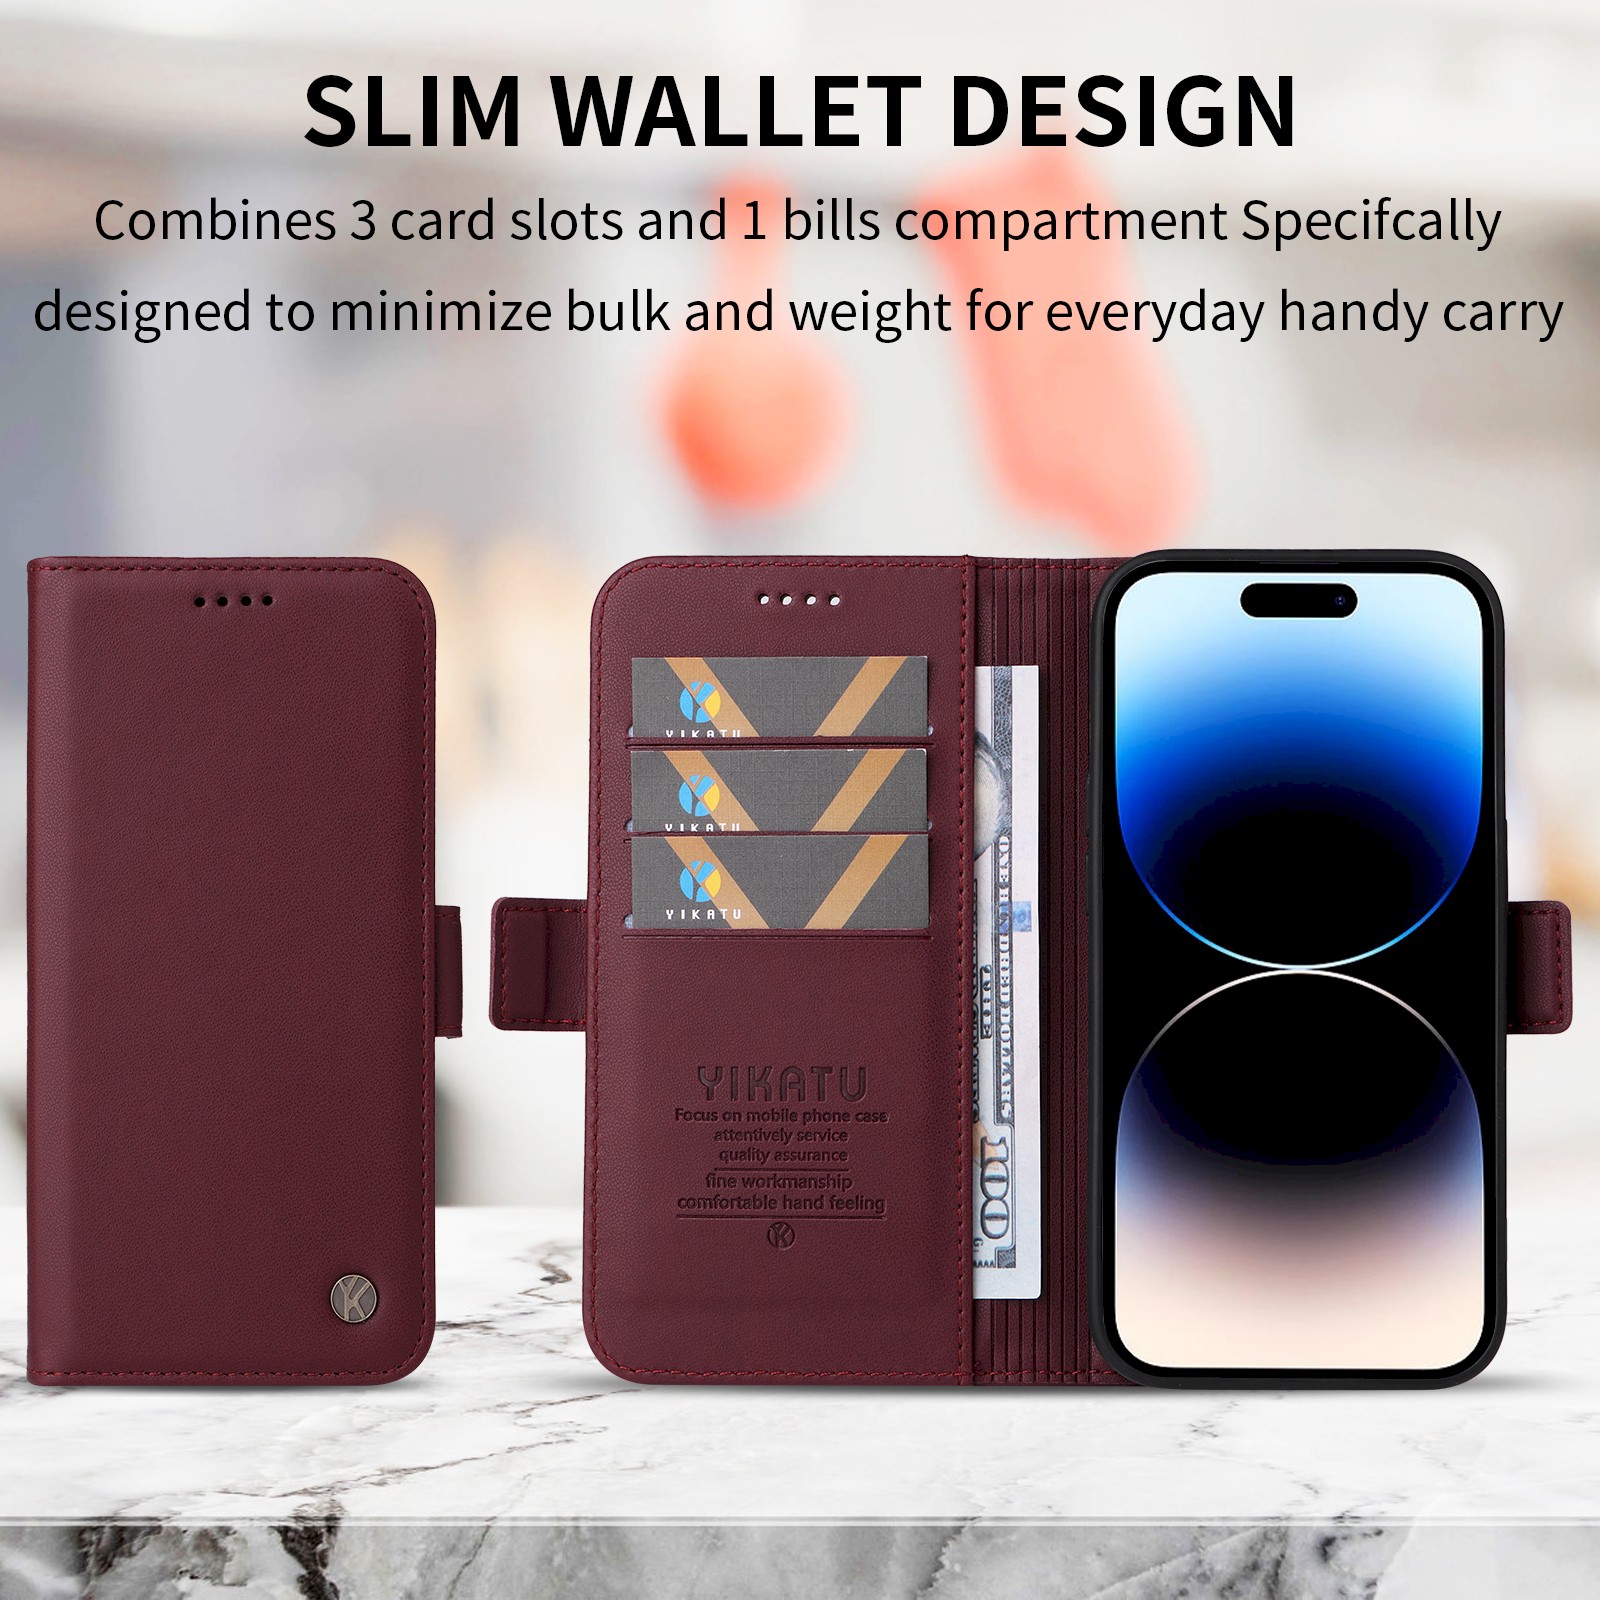 SLIM WALLET DESIGN
Combines 3 card slots and 1 bills compartment Specifcally
designed to minimize bulk and weight for everyday handy carry
YIKATU
YIKATU
YIKATU
YIKATU
Focus on mobile phone case
attentively service
quality assurance
fine workmanship
comfortable hand feeling
100